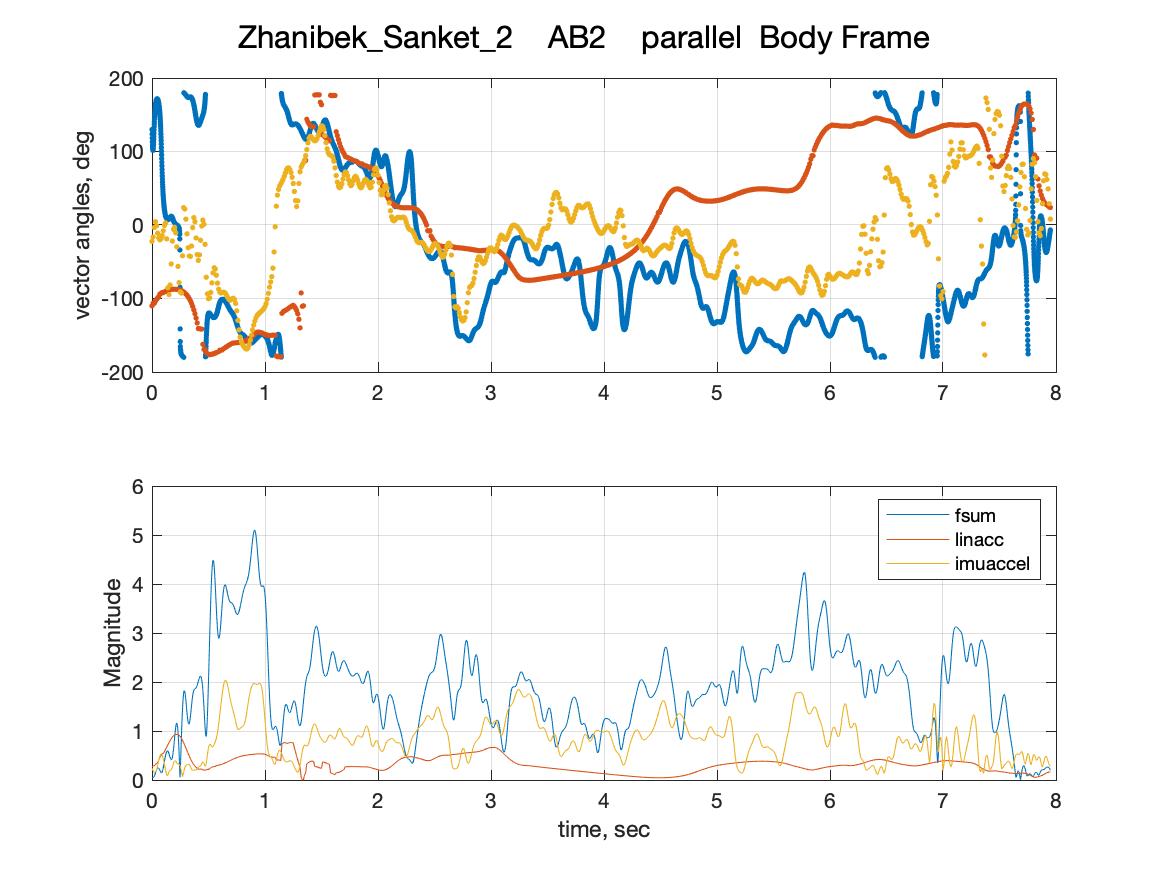 Zhanibek_Sanket_2 AB2 parallel Body Frame
200
100
0
-100
-200
vector angles, deg
0 1 2 3 4 5 6 7 8
6
5
4
3
2
1
0
Magnitude
fsum
linacc
imuaccel
0 1 2 3 4 5 6 7 8
time, sec